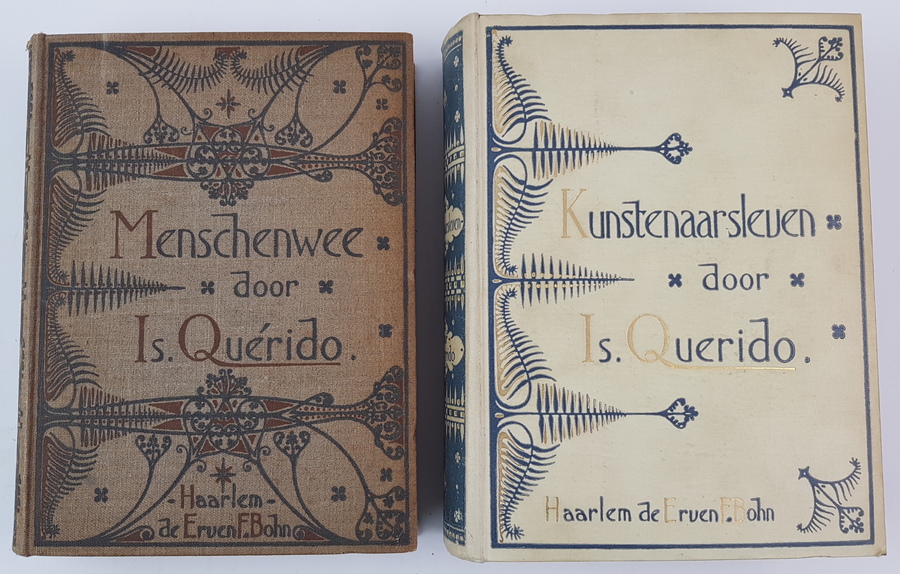 Menschenwee
door
Is. Quérido.
-Haarlem-
de Erven F. Bohn
Kunstenaarsleven
door
Is. Querido.
Haarlem de Erven F. Bohn